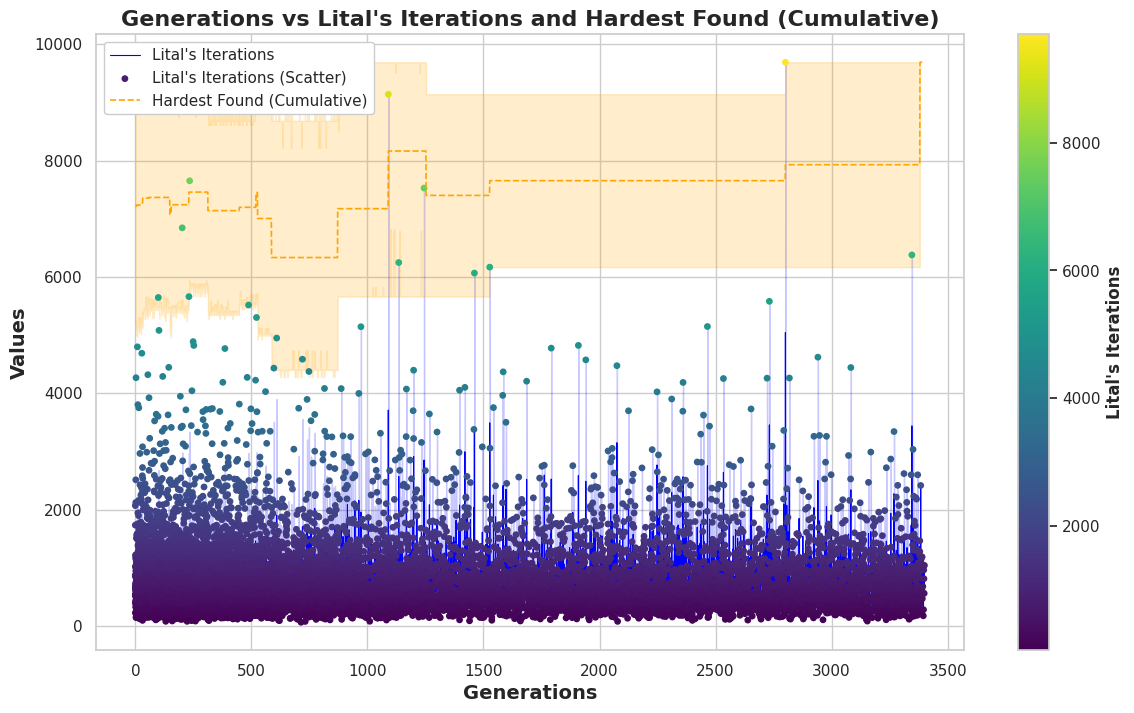 Generations vs Lital's Iterations and Hardest Found (Cumulative)
Lital's Iterations
Lital's Iterations (Scatter)
Hardest Found (Cumulative)
10000
8000
6000
4000
2000
0
Values
0 500 1000 1500 2000 2500 3000 3500
Generations
8000
6000
4000
2000
Lital's Iterations